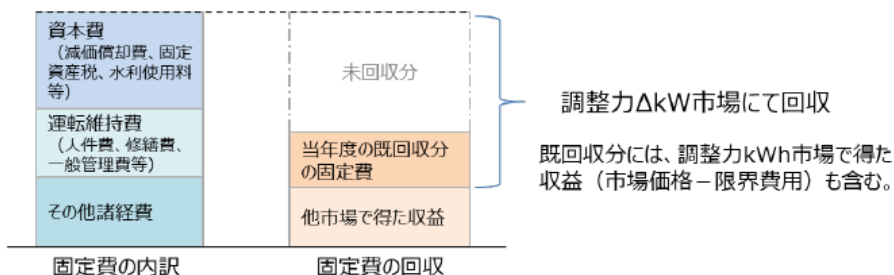 資本費
（減価償却費、固定
資産税、水利使用料
等）
運転維持費
（人件費、修繕費、
一般管理費等）
その他諸経費
固定費の内訳
未回収分
当年度の既回収分
の固定費
他市場で得た収益
固定費の回収
調整力ΔkW市場にて回収
既回収分には、調整力kWh市場で得た
収益（市場価格－限界費用）も含む。